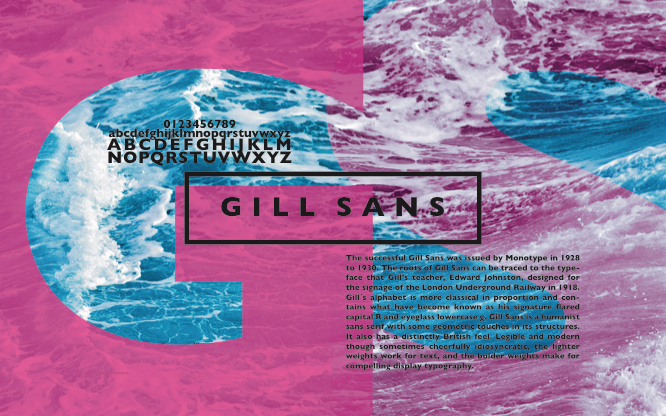 0123456789
abcdefghijklmnopqrstuvwxyz
ABCDEFGHIJKLM
NOPQRSTUVWXYZ
GILL SANS
The successful Gill Sans was issued by Monotype in 1928
to 1930. The roots of Gill Sans can be traced to the type-
face that Gill's teacher, Edward Johnston, designed for
the signage of the London Underground Railway in 1918.
Gill´s alphabet is more classical in proportion and con-
tains what have become known as his signature flared
capital R and eyeglass lowercase g. Gill Sans is a humanist
sans serif with some geometric touches in its structures.
It also has a distinctly British feel. Legible and modern
though sometimes cheerfully idiosyncratic, the lighter
weights work for text, and the bolder weights make for
compelling display typography.